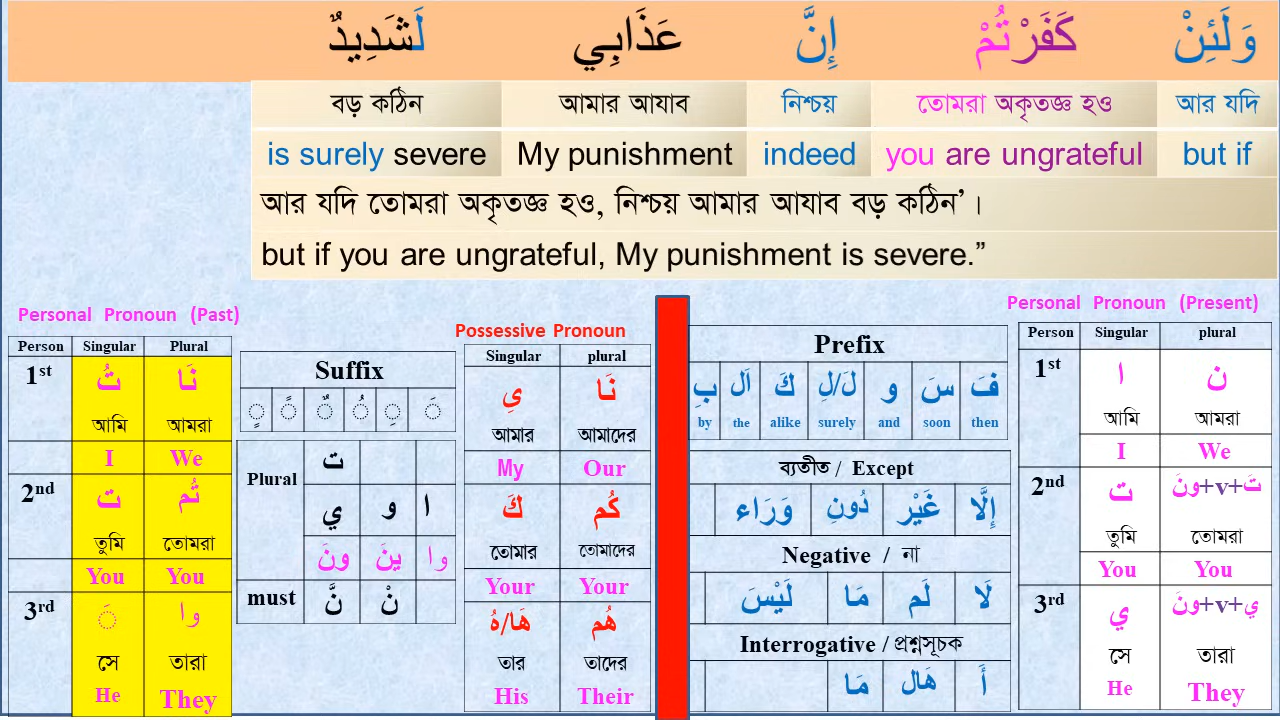 وَلَئِنْ كَفَرْتُمْ إِنَّ عَذَابِي لَشَدِيدٌ
বড় কঠিন আমার আযাব নিশ্চয় তোমরা অকৃতজ্ঞ হও আর যদি
is surely severe My punishment indeed you are ungrateful but if
আর যদি তোমরা অকৃতজ্ঞ হও, নিশ্চয় আমার আযাব বড় কঠিন’।
but if you are ungrateful, My punishment is severe.”
Personal Pronoun (Past)
Person Singular Plural
1st تُ نَا
আমি আমরা
I We
2nd ت تُم
তুমি তোমরা
You You
3rd َ وا
সে তারা
He They
Suffix
ٍ ً ٌ ُ ِ َ
Plural ت
ي و ا
ونَ ينَ وا
must نَّ نْ
Possessive Pronoun
Singular plural
يِ نَا
আমার আমাদের
My Our
كَ كُم
তোমার তোমাদের
Your Your
هَا/هُ هُم
তার তাদের
His Their
Prefix
بِ اَل كَ لَ/لِ و سَ فَ
by the alike surely and soon then
ব্যতীত / Except
وَرَاء دُونِ غَيْر إِلَّا
Negative / না
لَيْسَ مَا لَم لَا
Interrogative / প্রশ্নসূচক
مَا هَال أَ
Personal Pronoun (Present)
Person Singular plural
1st ا ن
আমি আমরা
I We
2nd ت تَ+v+ونَ
তুমি তোমরা
You You
3rd ي ي+v+ونَ
সে তারা
He They